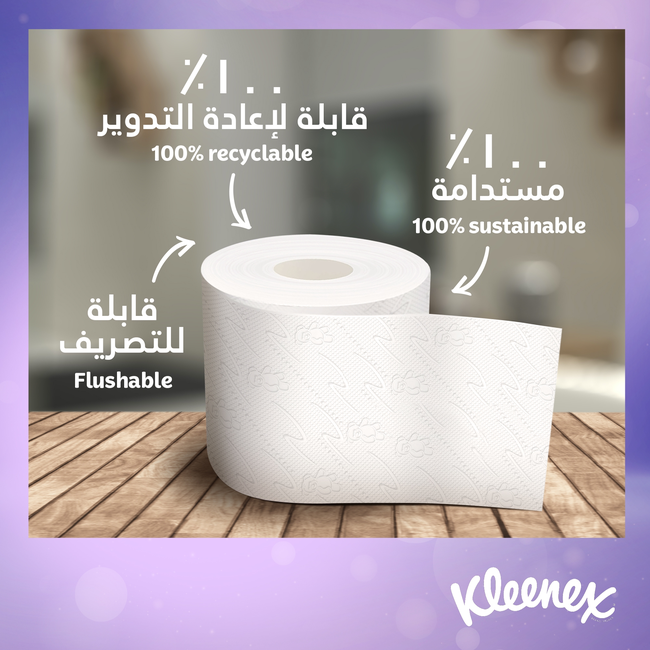 ٪١٠٠
قابلة لإعادة التدوير
100% recyclable
٪١٠٠
مستدامة
100% sustainable
قابلة
للتصريف
Flushable
Kleenex